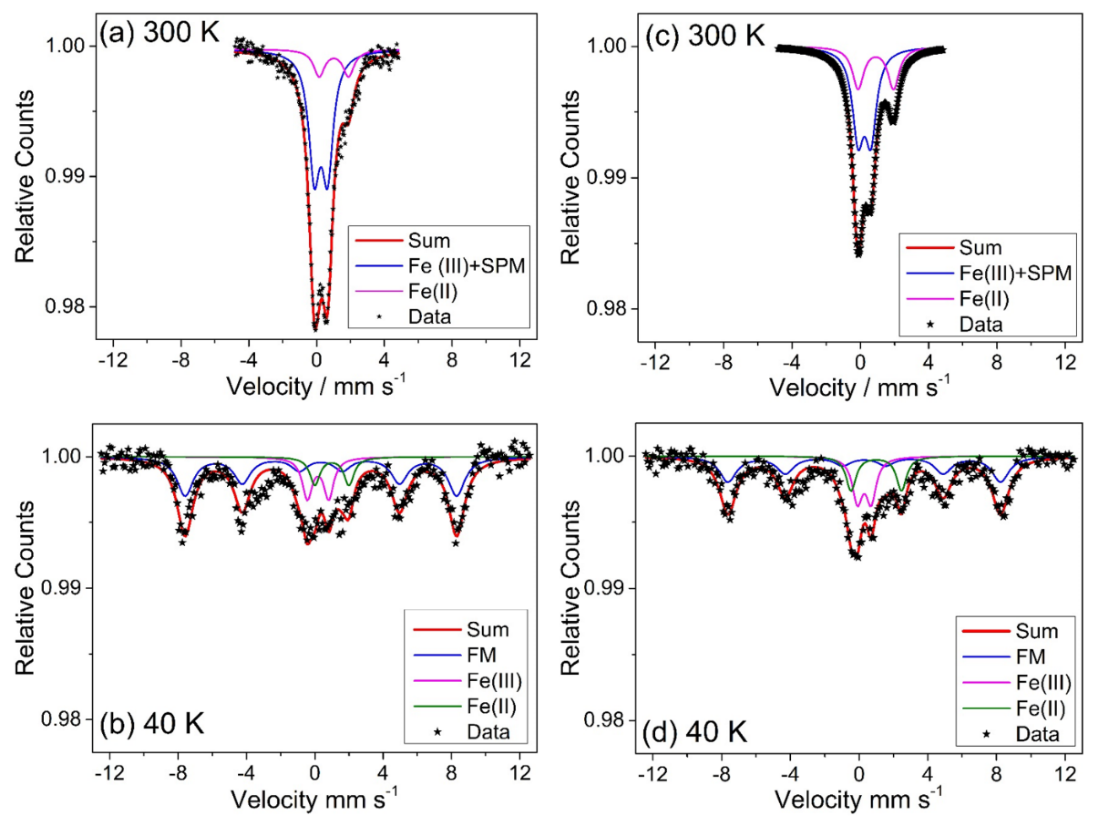 (a) 300 K
1.00
0.99
0.98
Relative Counts
Sum
Fe (III)+SPM
Fe(II)
Data
-12 -8 -4 0 4 8 12
Velocity / mm s-1
(c) 300 K
1.00
0.99
0.98
Relative Counts
Sum
Fe(III)+SPM
Fe(II)
Data
-12 -8 -4 0 4 8 12
Velocity / mm s-1
1.00
0.99
0.98
Relative Counts
Sum
FM
Fe(III)
Fe(II)
Data
(b) 40 K
-12 -8 -4 0 4 8 12
Velocity mm s-1
1.00
0.99
0.98
Relative Counts
Sum
FM
Fe(III)
Fe(II)
Data
(d) 40 K
-12 -8 -4 0 4 8 12
Velocity mm s-1